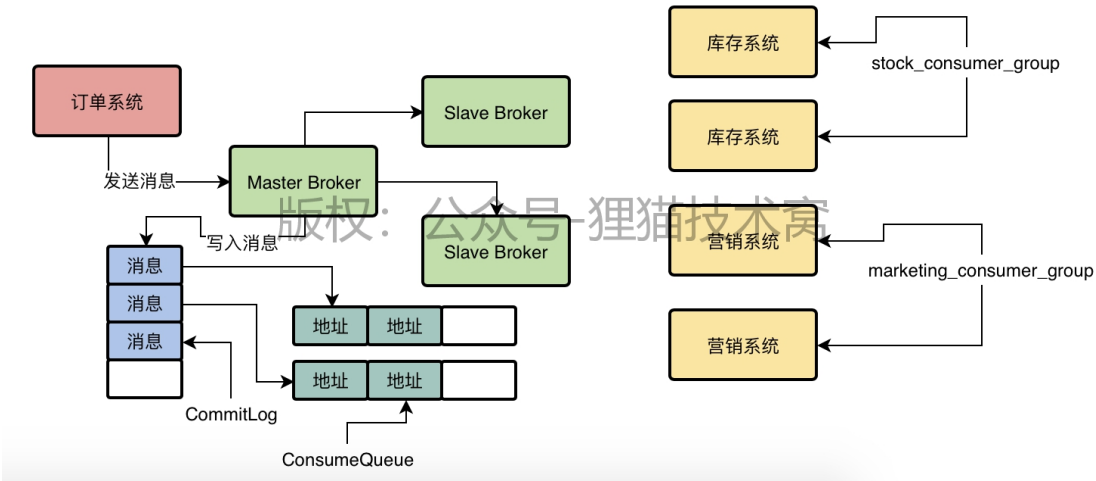 订单系统
发送消息
Master Broker
Slave Broker
Slave Broker
写入消息
消息
消息
消息
CommitLog
地址 地址
地址 地址
ConsumeQueue
库存系统
库存系统
stock_consumer_group
营销系统
营销系统
marketing_consumer_group
版权：公众号-狸猫技术窝